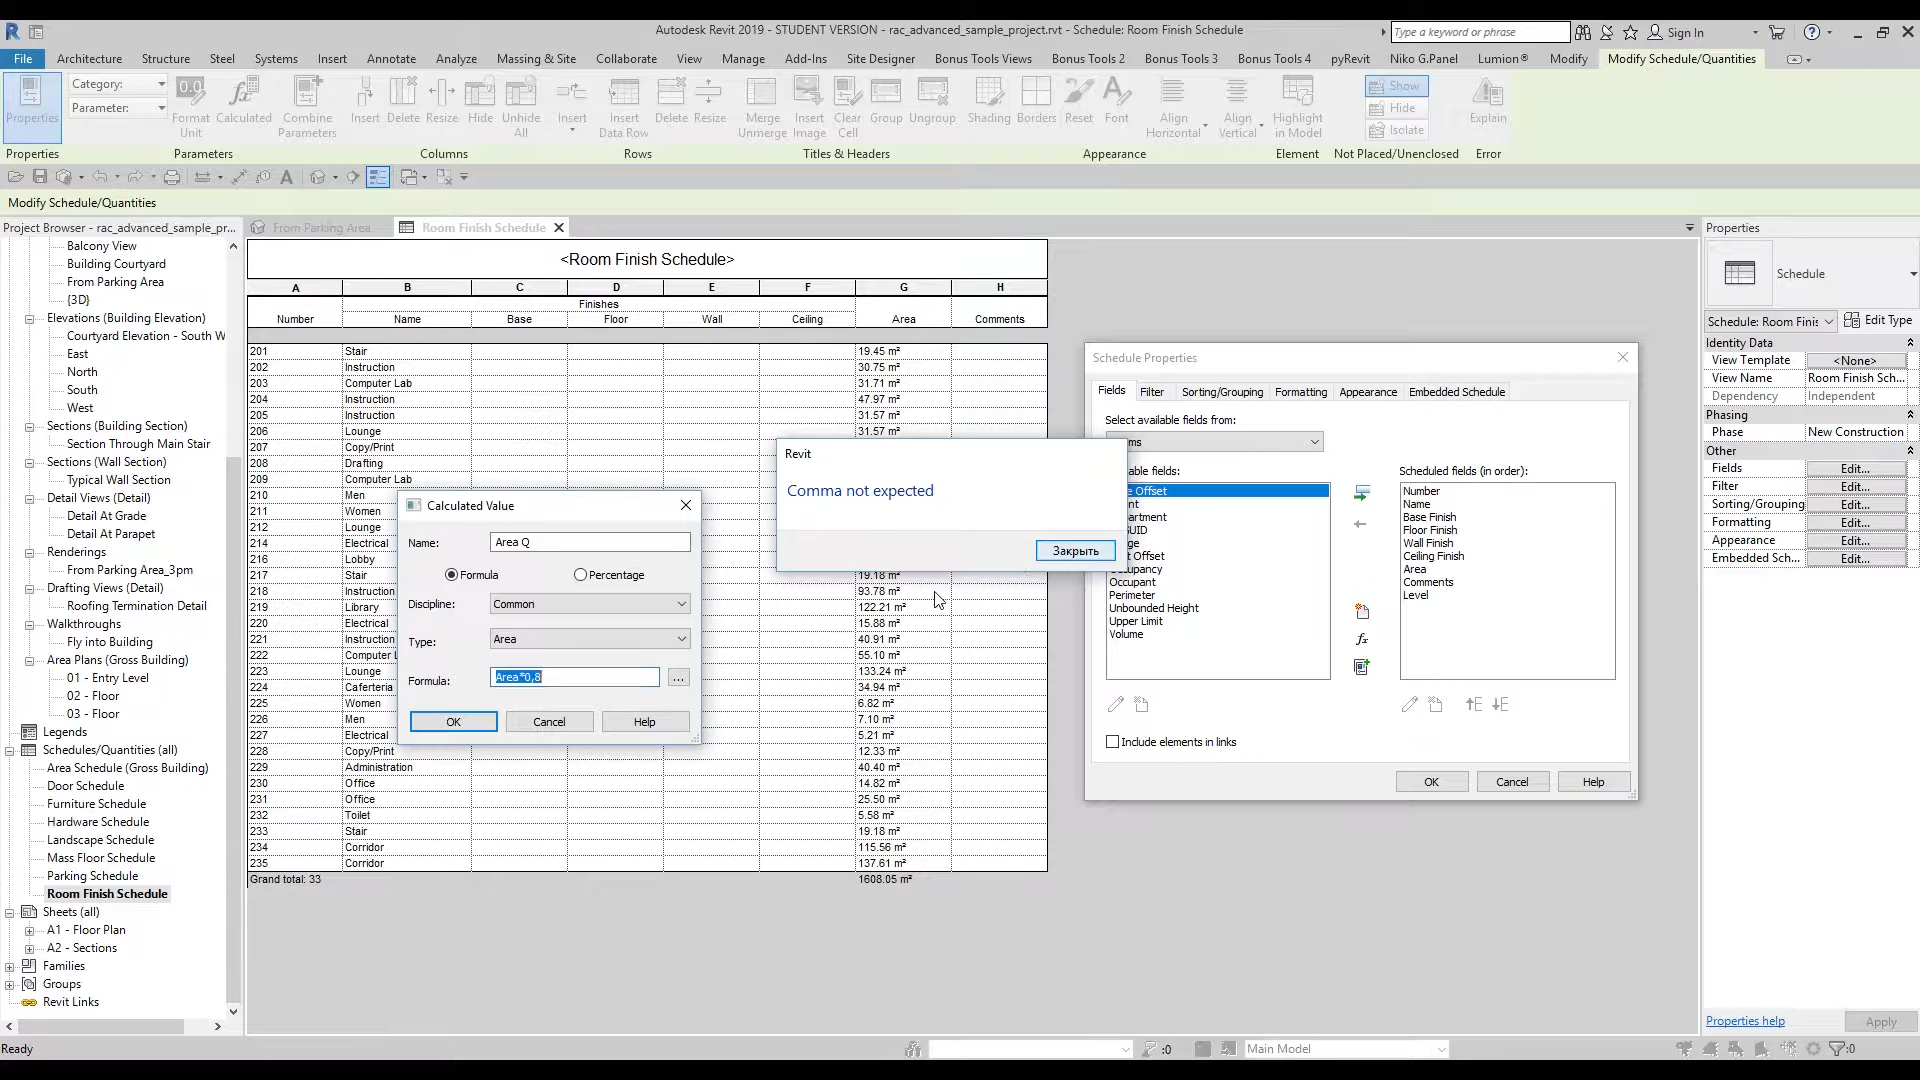 Autodesk Revit 2019 - STUDENT VERSION - rac_advanced_sample_project.rvt - Schedule: Room Finish Schedule
Type a keyword or phrase
Sign In
File Architecture Structure Steel Systems Insert Annotate Analyze Massing & Site Collaborate View Manage Add-Ins Site Designer Bonus Tools Views Bonus Tools 2 Bonus Tools 3 Bonus Tools 4 pyRevit Niko G.Panel Lumion® Modify Modify Schedule/Quantities
Category:
Parameter:
Properties
Format Unit
Calculated
Combine Parameters
Insert Delete Resize Hide Unhide All
Insert Insert Data Row Delete Resize
Merge Unmerge Insert Image Clear Cell Group Ungroup
Shading Borders Reset Font Align Horizontal Align Vertical
Highlight in Model
Show
Hide
Isolate
Explain
Properties Parameters Columns Rows Titles & Headers Appearance Element Not Placed/Unenclosed Error
Modify Schedule/Quantities
Project Browser - rac_advanced_sample_pr...
Balcony View
Building Courtyard
From Parking Area
{3D}
Elevations (Building Elevation)
Courtyard Elevation - South W
East
North
South
West
Sections (Building Section)
Section Through Main Stair
Sections (Wall Section)
Typical Wall Section
Detail Views (Detail)
Detail At Grade
Detail At Parapet
Renderings
From Parking Area_3pm
Drafting Views (Detail)
Roofing Termination Detail
Walkthroughs
Fly into Building
Area Plans (Gross Building)
01 - Entry Level
02 - Floor
03 - Floor
Legends
Schedules/Quantities (all)
Area Schedule (Gross Building)
Door Schedule
Furniture Schedule
Hardware Schedule
Landscape Schedule
Mass Floor Schedule
Parking Schedule
Room Finish Schedule
Sheets (all)
A1 - Floor Plan
A2 - Sections
Families
Groups
Revit Links
From Parking Area
Room Finish Schedule
<Room Finish Schedule>
A B C D E F G H
Finishes
Number Name Base Floor Wall Ceiling Area Comments
201 Stair 19.45 m²
202 Instruction 30.75 m²
203 Computer Lab 31.71 m²
204 Instruction 47.97 m²
205 Instruction 31.57 m²
206 Lounge 31.57 m²
207 Copy/Print
208 Drafting
209 Computer Lab
210 Men
211 Women
212 Lounge
214 Electrical
216 Lobby
217 Stair 19.18 m²
218 Instruction 93.78 m²
219 Library 122.21 m²
220 Electrical 15.88 m²
221 Instruction 40.91 m²
222 Computer L 55.10 m²
223 Lounge 133.24 m²
224 Caferteria 34.94 m²
225 Women 6.82 m²
226 Men 7.10 m²
227 Electrical 5.21 m²
228 Copy/Print 12.33 m²
229 Administration 40.40 m²
230 Office 14.82 m²
231 Office 25.50 m²
232 Toilet 5.58 m²
233 Stair 19.18 m²
234 Corridor 115.56 m²
235 Corridor 137.61 m²
Grand total: 33 1608.05 m²
Calculated Value
Name: Area Q
Formula Percentage
Discipline: Common
Type: Area
Formula: Area*0,8 ...
OK Cancel Help
Revit
Comma not expected
Закрыть
Schedule Properties
Fields Filter Sorting/Grouping Formatting Appearance Embedded Schedule
Select available fields from:
ms
able fields:
e Offset
nt
artment
UID
ge
t Offset
Occupancy
Occupant
Perimeter
Unbounded Height
Upper Limit
Volume
fx
Scheduled fields (in order):
Number
Name
Base Finish
Floor Finish
Wall Finish
Ceiling Finish
Area
Comments
Level
Include elements in links
OK Cancel Help
Properties
Schedule
Schedule: Room Finis Edit Type
Identity Data
View Template <None>
View Name Room Finish Sch...
Dependency Independent
Phasing
Phase New Construction
Other
Fields Edit...
Filter Edit...
Sorting/Grouping Edit...
Formatting Edit...
Appearance Edit...
Embedded Sch... Edit...
Properties help Apply
Ready
:0
Main Model
:0